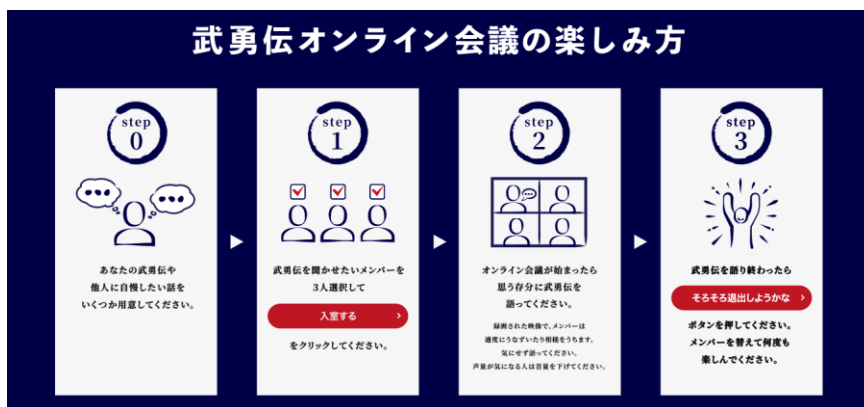 武勇伝オンライン会議の楽しみ方
step
0
あなたの武勇伝や
他人に自慢したい話を
いくつか用意してください。
step
1
武勇伝を聞かせたいメンバーを
3人選択して
入室する
をクリックしてください。
step
2
オンライン会議が始まったら
思う存分に武勇伝を
語ってください。
録画された映像で、メンバーは
適度にうなずいたり相槌をうちます。
気にせず語ってください。
声量が気になる人は音量を下げてください。
step
3
武勇伝を語り終わったら
そろそろ退出しようかな
ボタンを押してください。
メンバーを替えて何度も
楽しんでください。